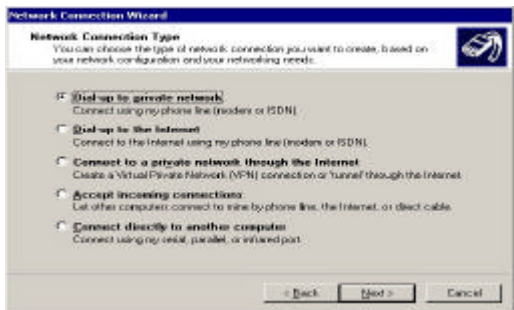 Network Connection Wizard
Network Connection Type
You can choose the type of network connection you want to create, based on
your network configuration and your networking needs.
Dial-up to private network
Connect using my phone line (modem or ISDN).
Dial-up to the Internet
Connect to the Internet using my phone line (modem or ISDN).
Connect to a private network through the Internet
Create a Virtual Private Network (VPN) connection or 'tunnel' through the Internet.
Accept incoming connections
Let other computers connect to mine by phone line, the Internet, or direct cable.
Connect directly to another computer
Connect using my serial, parallel, or infrared port.
< Back
Next >
Cancel